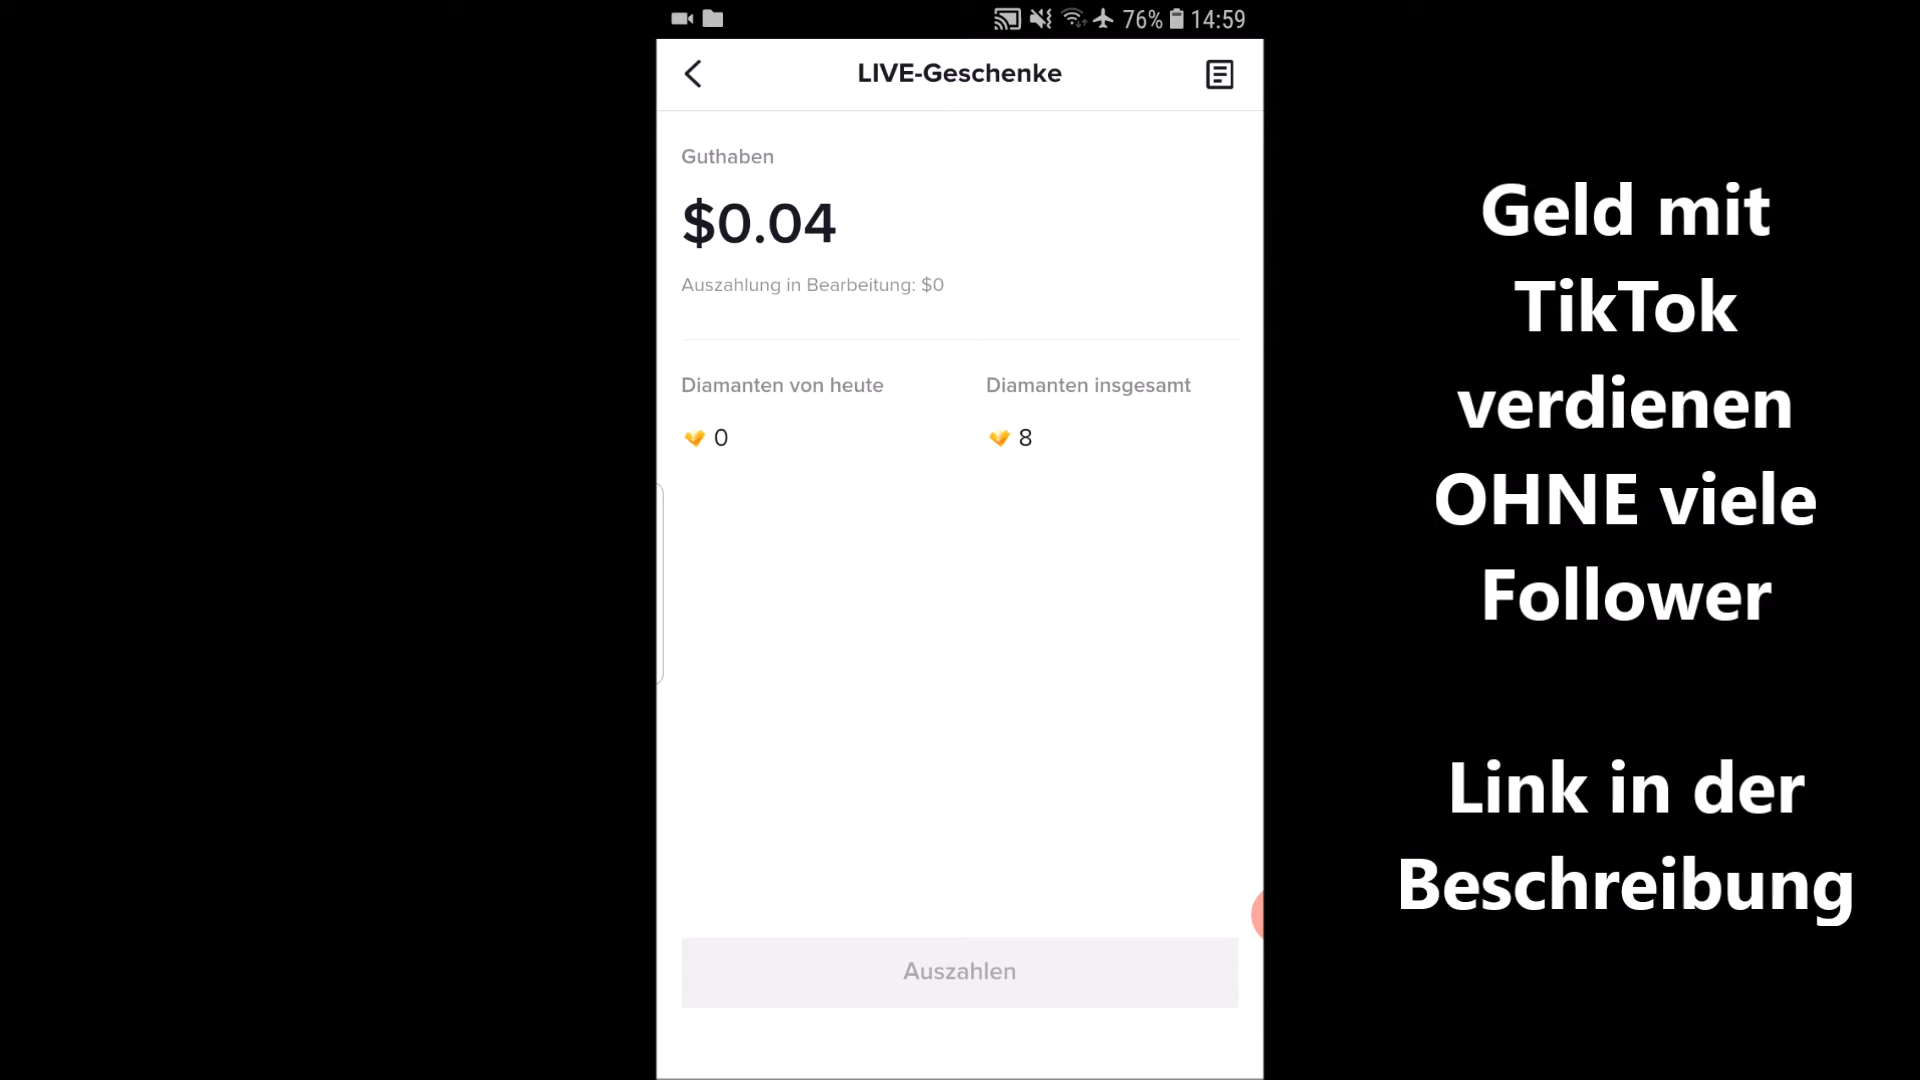 76% 14:59
LIVE-Geschenke
Guthaben
$0.04
Auszahlung in Bearbeitung: $0
Diamanten von heute
Diamanten insgesamt
0
8
Auszahlen
Geld mit
TikTok
verdienen
OHNE viele
Follower
Link in der
Beschreibung